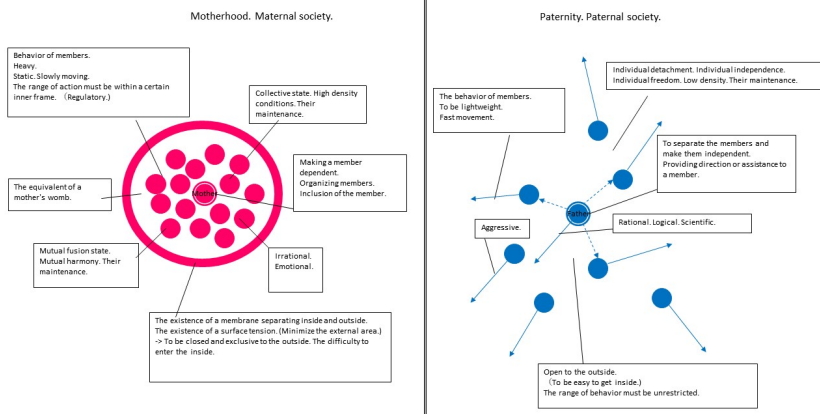 Motherhood. Maternal society.
Behavior of members.
Heavy.
Static. Slowly moving.
The range of action must be within a certain
inner frame. （Regulatory.）
Collective state. High density
conditions. Their
maintenance.
Making a member
dependent.
Organizing members.
Inclusion of the member.
Mother
The equivalent of a
mother's womb.
Mutual fusion state.
Mutual harmony. Their
maintenance.
Irrational.
Emotional.
The existence of a membrane separating inside and outside.
The existence of a surface tension. (Minimize the external area.)
-> To be closed and exclusive to the outside. The difficulty to
enter the inside.
Paternity. Paternal society.
Individual detachment. Individual independence.
Individual freedom. Low density. Their maintenance.
The behavior of members.
To be lightweight.
Fast movement.
To separate the members and
make them independent.
Providing direction or assistance to
a member.
Father
Rational. Logical. Scientific.
Aggressive.
Open to the outside.
（To be easy to get inside.）
The range of behavior must be unrestricted.